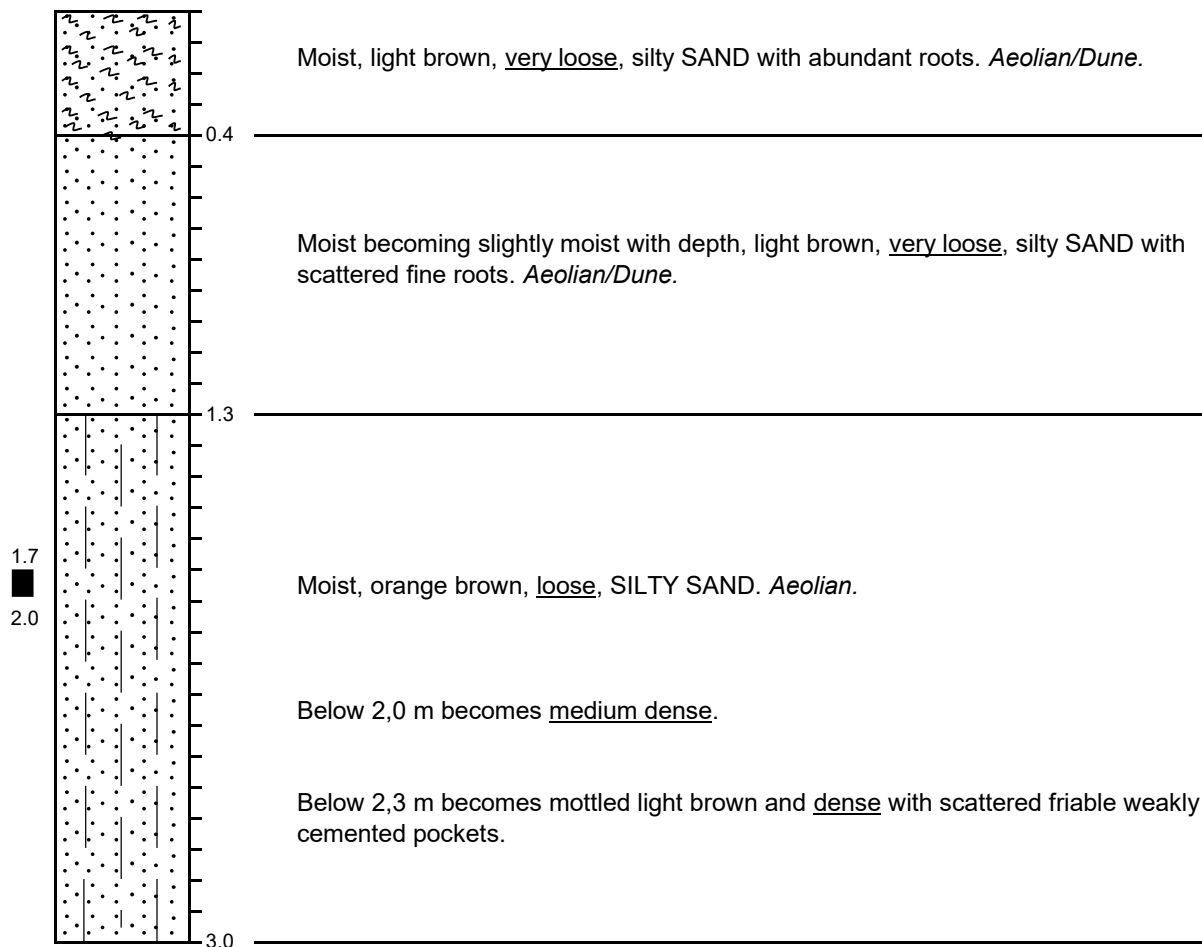 Moist, light brown, very loose, silty SAND with abundant roots. Aeolian/Dune.
0.4
Moist becoming slightly moist with depth, light brown, very loose, silty SAND with
scattered fine roots. Aeolian/Dune.
1.3
1.7
Moist, orange brown, loose, SILTY SAND. Aeolian.
2.0
Below 2,0 m becomes medium dense.
Below 2,3 m becomes mottled light brown and dense with scattered friable weakly
cemented pockets.
3.0